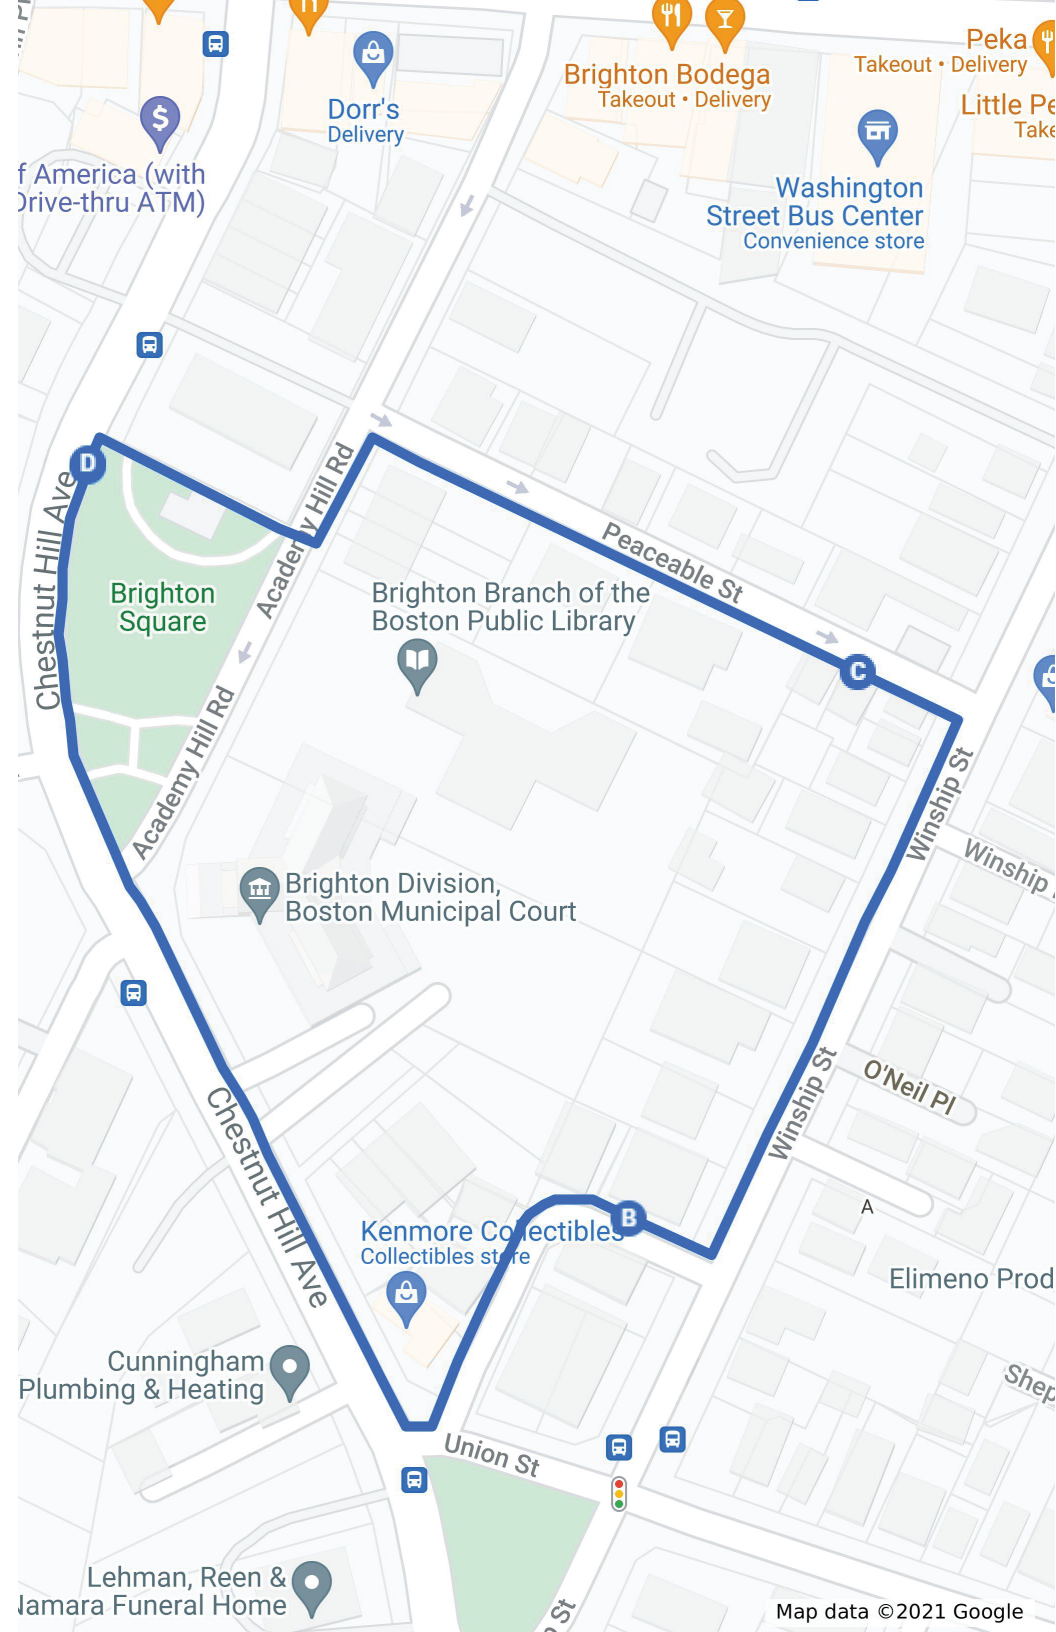 Peka
Takeout • Delivery
Brighton Bodega
Takeout • Delivery
Dorr's
Delivery
Little Pe
Take
$
f America (with
Drive-thru ATM)
Washington
Street Bus Center
Convenience store
D
Chestnut Hill Ave
Academy Hill Rd
Peaceable St
Brighton
Square
Brighton Branch of the
Boston Public Library
C
Academy Hill Rd
Winship St
Winship
Brighton Division,
Boston Municipal Court
O'Neil Pl
Winship St
Chestnut Hill Ave
A
B
Kenmore Collectibles
Collectibles store
Elimeno Prod
Cunningham
Plumbing & Heating
Shep
Union St
Lehman, Reen &
Namara Funeral Home
St
Map data ©2021 Google